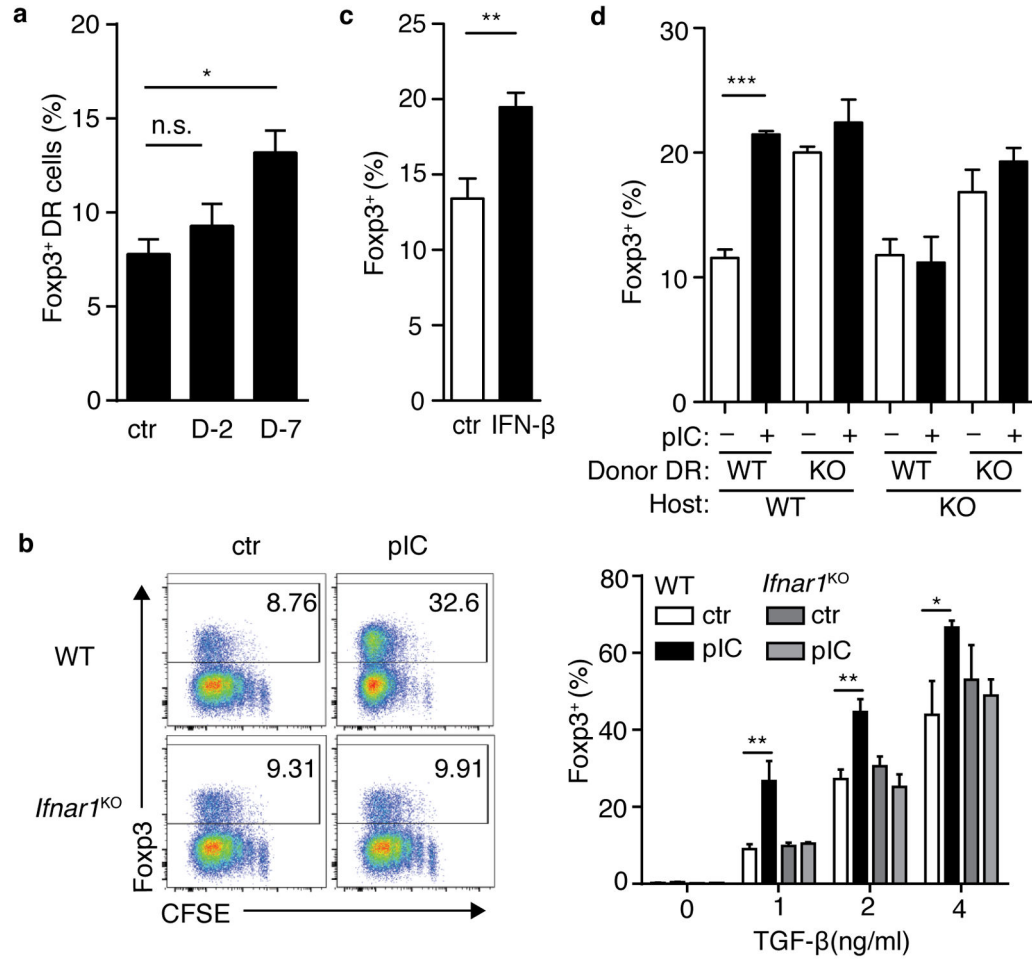 a
20
15
10
5
0
Foxp3⁺ DR cells (%)
*
n.s.
ctr D-2 D-7
c
25
20
15
10
5
0
Foxp3⁺ (%)
**
ctr IFN-β
d
30
20
10
0
Foxp3⁺ (%)
***
pIC: − + − + − + − +
Donor DR: WT KO WT KO
Host: WT KO
b
ctr pIC
WT
8.76 32.6
Ifnar1ᴷᴼ
9.31 9.91
Foxp3
CFSE
80
60
40
20
0
Foxp3⁺ (%)
WT Ifnar1ᴷᴼ
ctr ctr
pIC pIC
**
**
*
0 1 2 4
TGF-β(ng/ml)